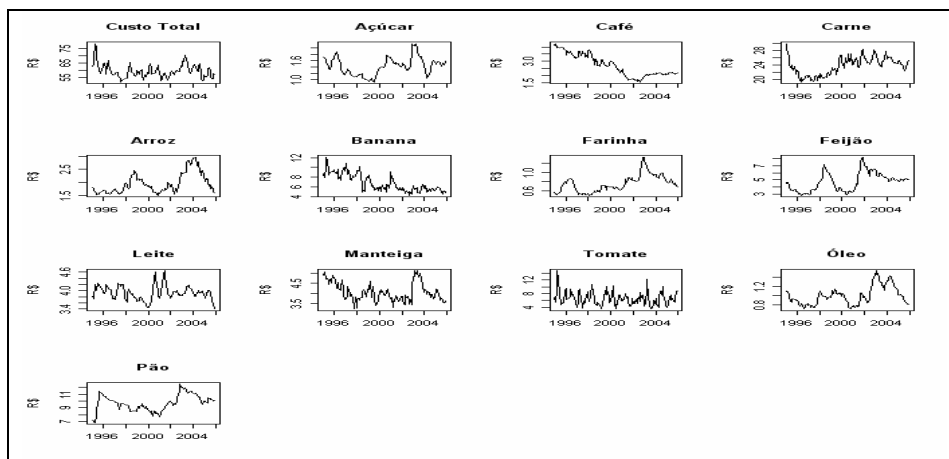 Custo Total
R$
55 65 75
1996 2000 2004
Açúcar
R$
1.0 1.6
1996 2000 2004
Café
R$
1.5 3.0
1996 2000 2004
Carne
R$
20 24 28
1996 2000 2004
Arroz
R$
1.5 2.5
1996 2000 2004
Banana
R$
4 6 8 12
1996 2000 2004
Farinha
R$
0.6 1.0
1996 2000 2004
Feijão
R$
3 5 7
1996 2000 2004
Leite
R$
3.4 4.0 4.6
1996 2000 2004
Manteiga
R$
3.5 4.5
1996 2000 2004
Tomate
R$
4 8 12
1996 2000 2004
Óleo
R$
0.8 1.2
1996 2000 2004
Pão
R$
7 9 11
1996 2000 2004